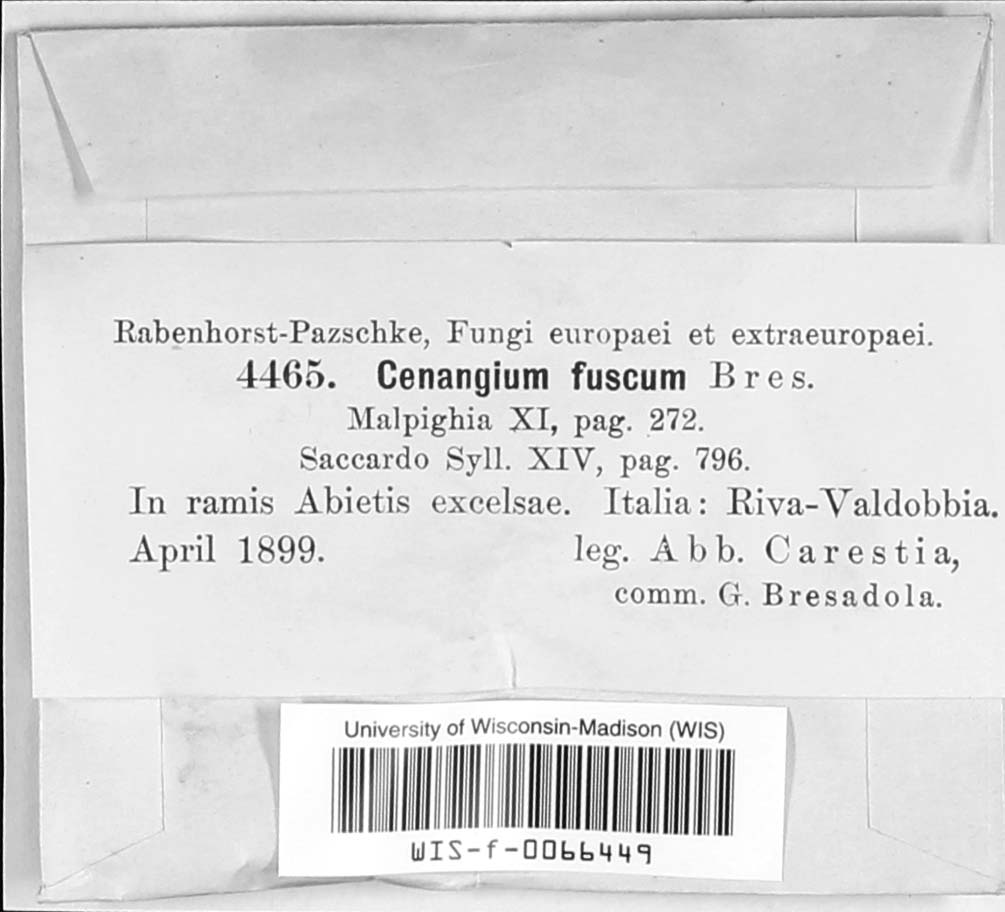 Rabenhorst-Pazschke, Fungi europaei et extraeuropaei.
4465. Cenangium fuscum Bres.
Malpighia XI, pag. 272.
Saccardo Syll. XIV, pag. 796.
In ramis Abietis excelsae. Italia: Riva-Valdobbia.
April 1899. leg. Abb. Carestia,
comm. G. Bresadola.
University of Wisconsin-Madison (WIS)
WIS-f-0066449